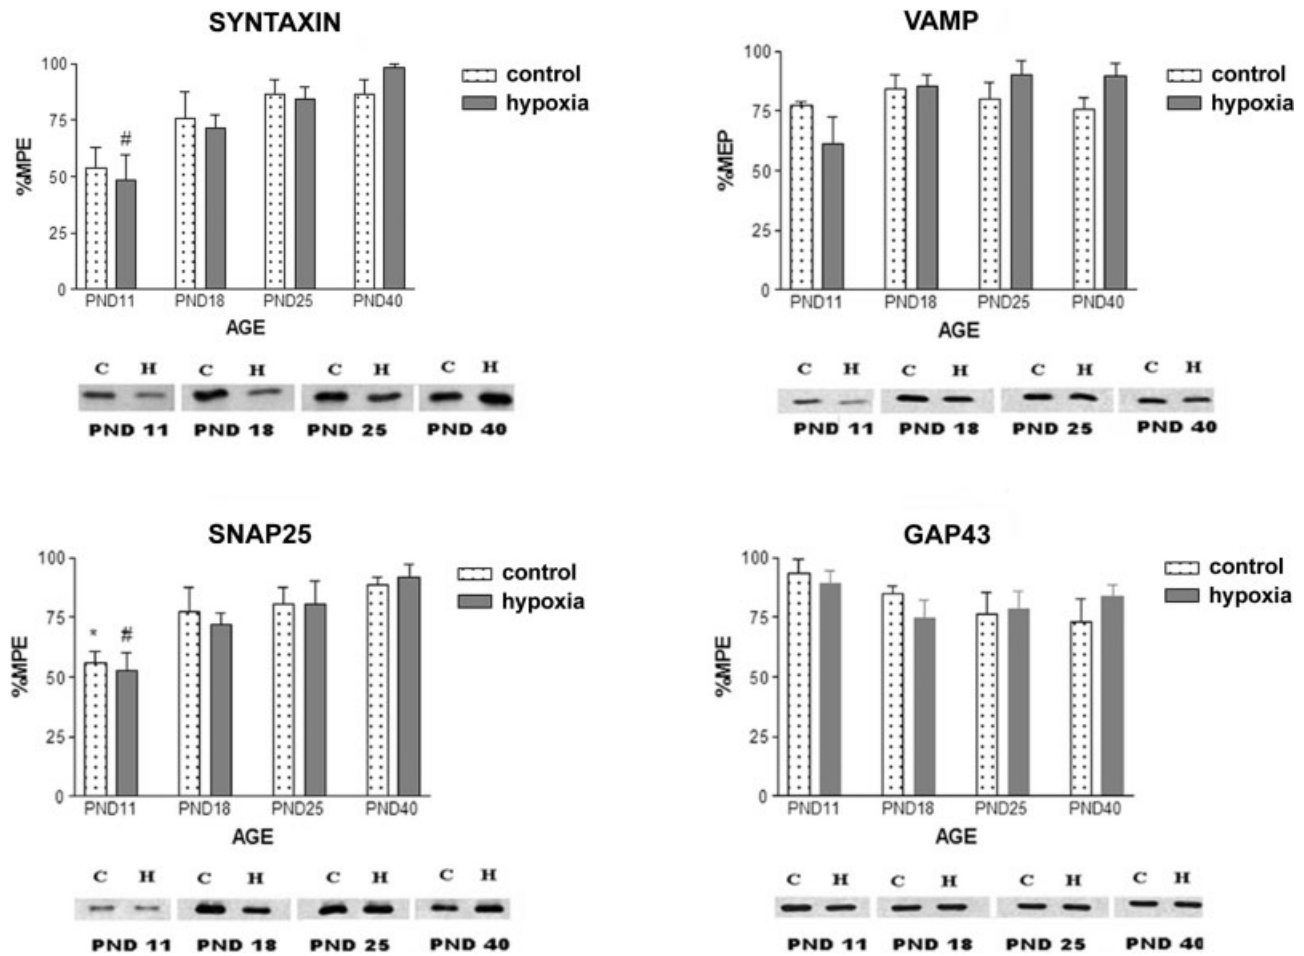 SYNTAXIN
100
75
50
25
0
%MPE
#
control
hypoxia
PND11 PND18 PND25 PND40
AGE
C H C H C H C H
PND 11 PND 18 PND 25 PND 40
VAMP
100
75
50
25
0
%MEP
control
hypoxia
PND11 PND18 PND25 PND40
AGE
C H C H C H C H
PND 11 PND 18 PND 25 PND 40
SNAP25
100
75
50
25
0
%MPE
* #
control
hypoxia
PND11 PND18 PND25 PND40
AGE
C H C H C H C H
PND 11 PND 18 PND 25 PND 40
GAP43
100
75
50
25
0
%MPE
control
hypoxia
PND11 PND18 PND25 PND40
AGE
C H C H C H C H
PND 11 PND 18 PND 25 PND 40